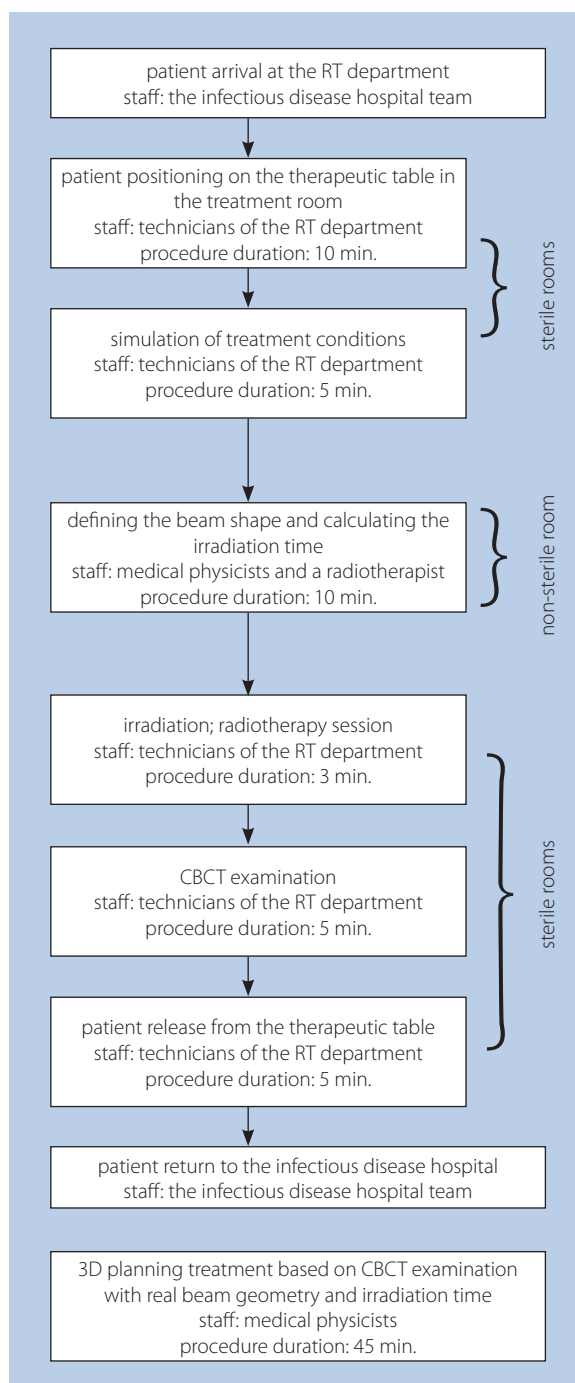 patient arrival at the RT department
staff: the infectious disease hospital team
patient positioning on the therapeutic table in
the treatment room
staff: technicians of the RT department
procedure duration: 10 min.
simulation of treatment conditions
staff: technicians of the RT department
procedure duration: 5 min.
sterile rooms
defining the beam shape and calculating the
irradiation time
staff: medical physicists and a radiotherapist
procedure duration: 10 min.
non-sterile room
irradiation; radiotherapy session
staff: technicians of the RT department
procedure duration: 3 min.
CBCT examination
staff: technicians of the RT department
procedure duration: 5 min.
patient release from the therapeutic table
staff: technicians of the RT department
procedure duration: 5 min.
sterile rooms
patient return to the infectious disease hospital
staff: the infectious disease hospital team
3D planning treatment based on CBCT examination
with real beam geometry and irradiation time
staff: medical physicists
procedure duration: 45 min.